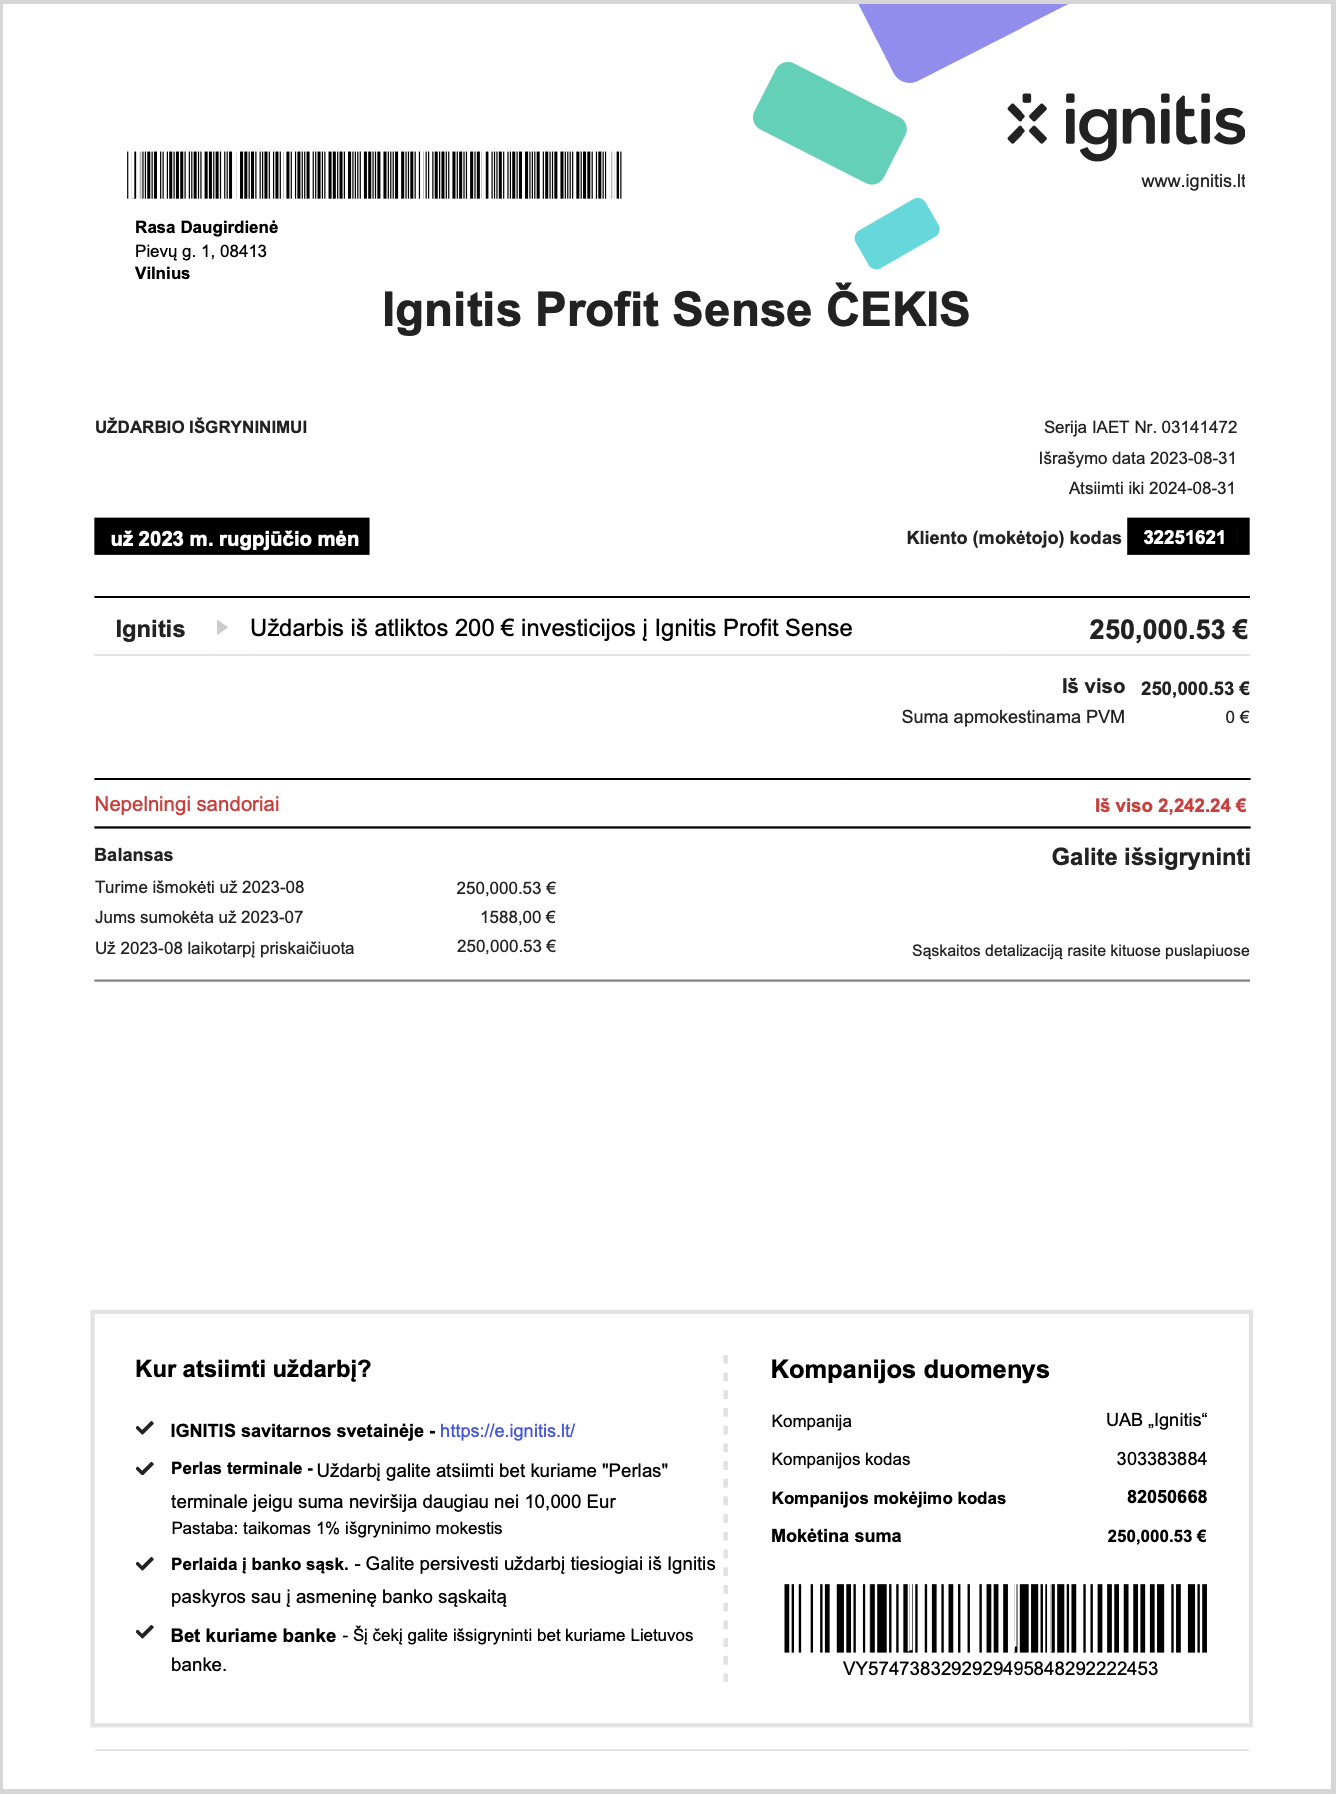 ignitis
www.ignitis.lt
Rasa Daugirdienė
Pievų g. 1, 08413
Vilnius
Ignitis Profit Sense ČEKIS
UŽDARBIO IŠGRYNINIMUI
Serija IAET Nr. 03141472
Išrašymo data 2023-08-31
Atsiimti iki 2024-08-31
už 2023 m. rugpjūčio mėn
Kliento (mokėtojo) kodas 32251621
Ignitis Uždarbis iš atliktos 200 € investicijos į Ignitis Profit Sense 250,000.53 €
Iš viso 250,000.53 €
Suma apmokestinama PVM 0 €
Nepelningi sandoriai Iš viso 2,242.24 €
Balansas Galite išsigryninti
Turime išmokėti už 2023-08 250,000.53 €
Jums sumokėta už 2023-07 1588,00 €
Už 2023-08 laikotarpį priskaičiuota 250,000.53 €
Sąskaitos detalizaciją rasite kituose puslapiuose
Kur atsiimti uždarbį?
IGNITIS savitarnos svetainėje - https://e.ignitis.lt/
Perlas terminale - Uždarbį galite atsiimti bet kuriame "Perlas"
terminale jeigu suma neviršija daugiau nei 10,000 Eur
Pastaba: taikomas 1% išgryninimo mokestis
Perlaida į banko sąsk. - Galite persivesti uždarbį tiesiogiai iš Ignitis
paskyros sau į asmeninę banko sąskaitą
Bet kuriame banke - Šį čekį galite išsigryninti bet kuriame Lietuvos
banke.
Kompanijos duomenys
Kompanija UAB „Ignitis“
Kompanijos kodas 303383884
Kompanijos mokėjimo kodas 82050668
Mokėtina suma 250,000.53 €
VY5747383292929495848292222453